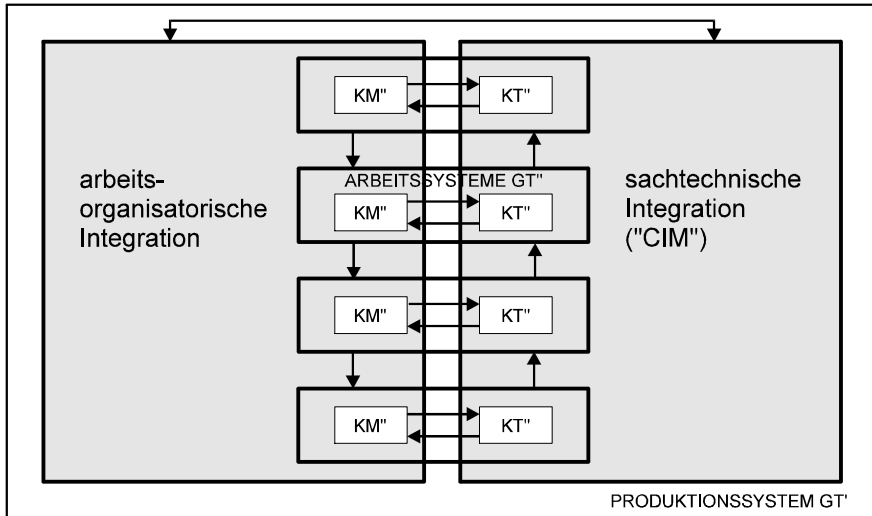 KM" KT"
ARBEITSSYSTEME GT"
KM" KT"
arbeits-
organisatorische
Integration
sachtechnische
Integration
("CIM")
KM" KT"
KM" KT"
PRODUKTIONSSYSTEM GT'